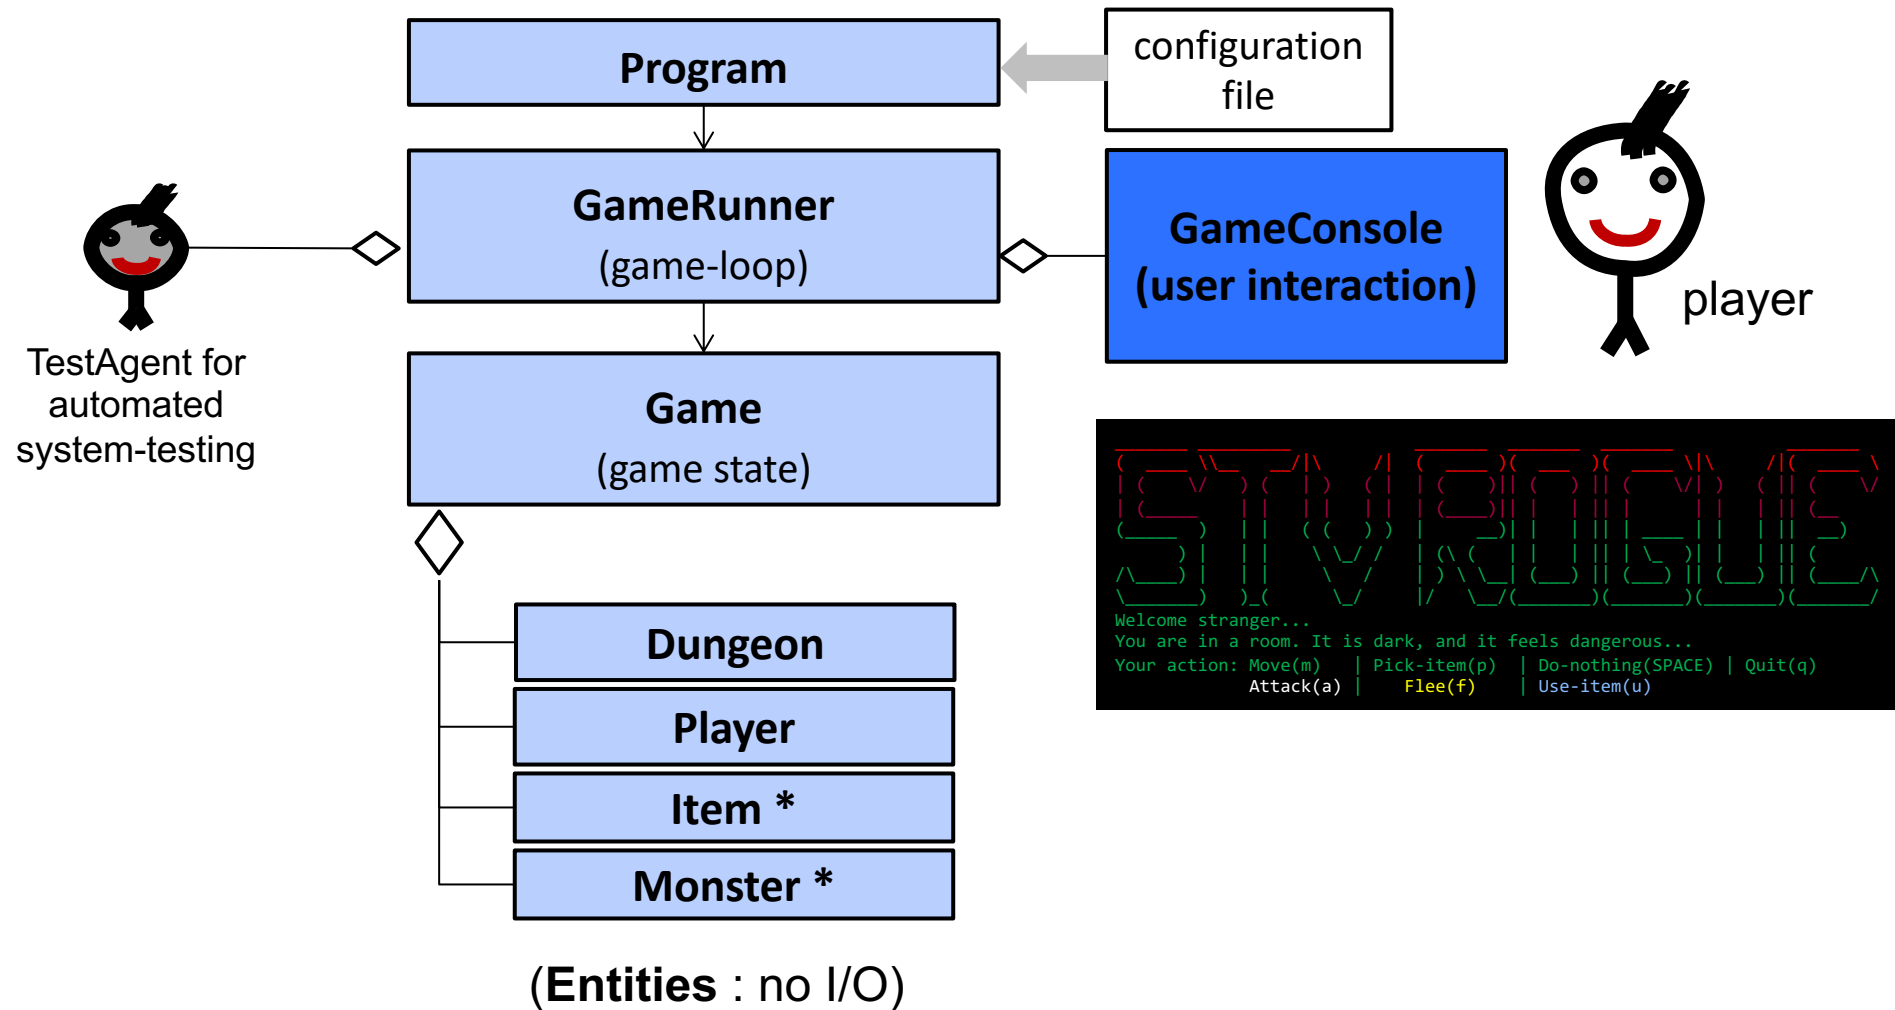 Program
configuration
file
GameRunner
(game-loop)
GameConsole
(user interaction)
player
TestAgent for
automated
system-testing
Game
(game state)
STVROGUE
Welcome stranger...
You are in a room. It is dark, and it feels dangerous...
Your action: Move(m) | Pick-item(p) | Do-nothing(SPACE) | Quit(q)
Attack(a) | Flee(f) | Use-item(u)
Dungeon
Player
Item *
Monster *
(Entities : no I/O)